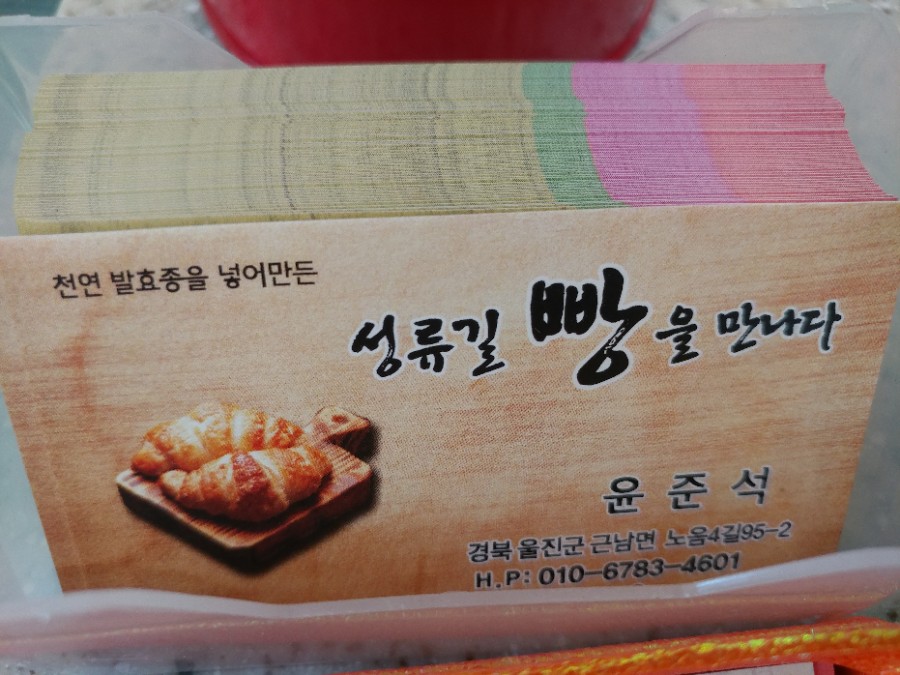 천연 발효종을 넣어만든
성류길 빵을 만나다
윤준석
경북 울진군 근남면 노음4길95-2
H.P: 010-6783-4601